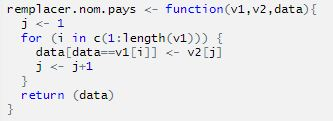 remplacer.nom.pays <- function(v1,v2,data){
  j <- 1
  for (i in c(1:length(v1))) {
    data[data==v1[i]] <- v2[j]
    j <- j+1
  }
  return (data)
}